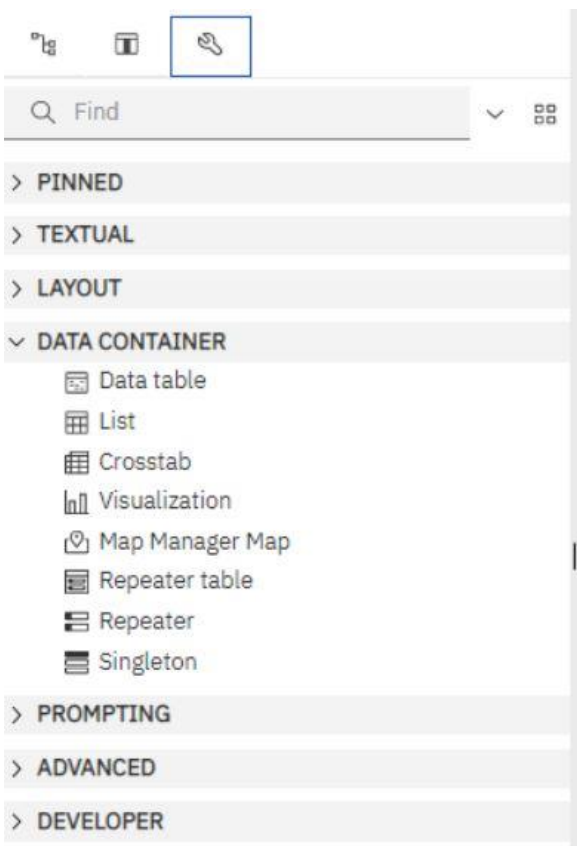 Find
PINNED
TEXTUAL
LAYOUT
DATA CONTAINER
Data table
List
Crosstab
Visualization
Map Manager Map
Repeater table
Repeater
Singleton
PROMPTING
ADVANCED
DEVELOPER